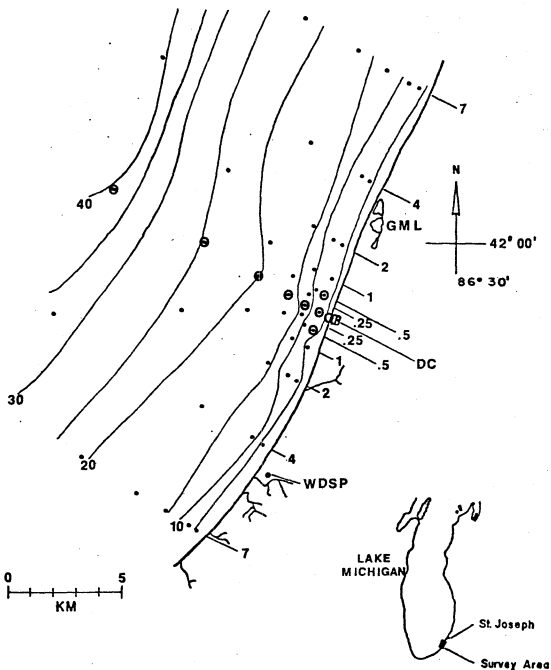 7
N
4
40
GML
42° 00'
2
86° 30'
1
.5
.25
.25
.5
DC
1
30
2
20
4
WDSP
10
7
0 5
KM
LAKE
MICHIGAN
St. Joseph
Survey Area